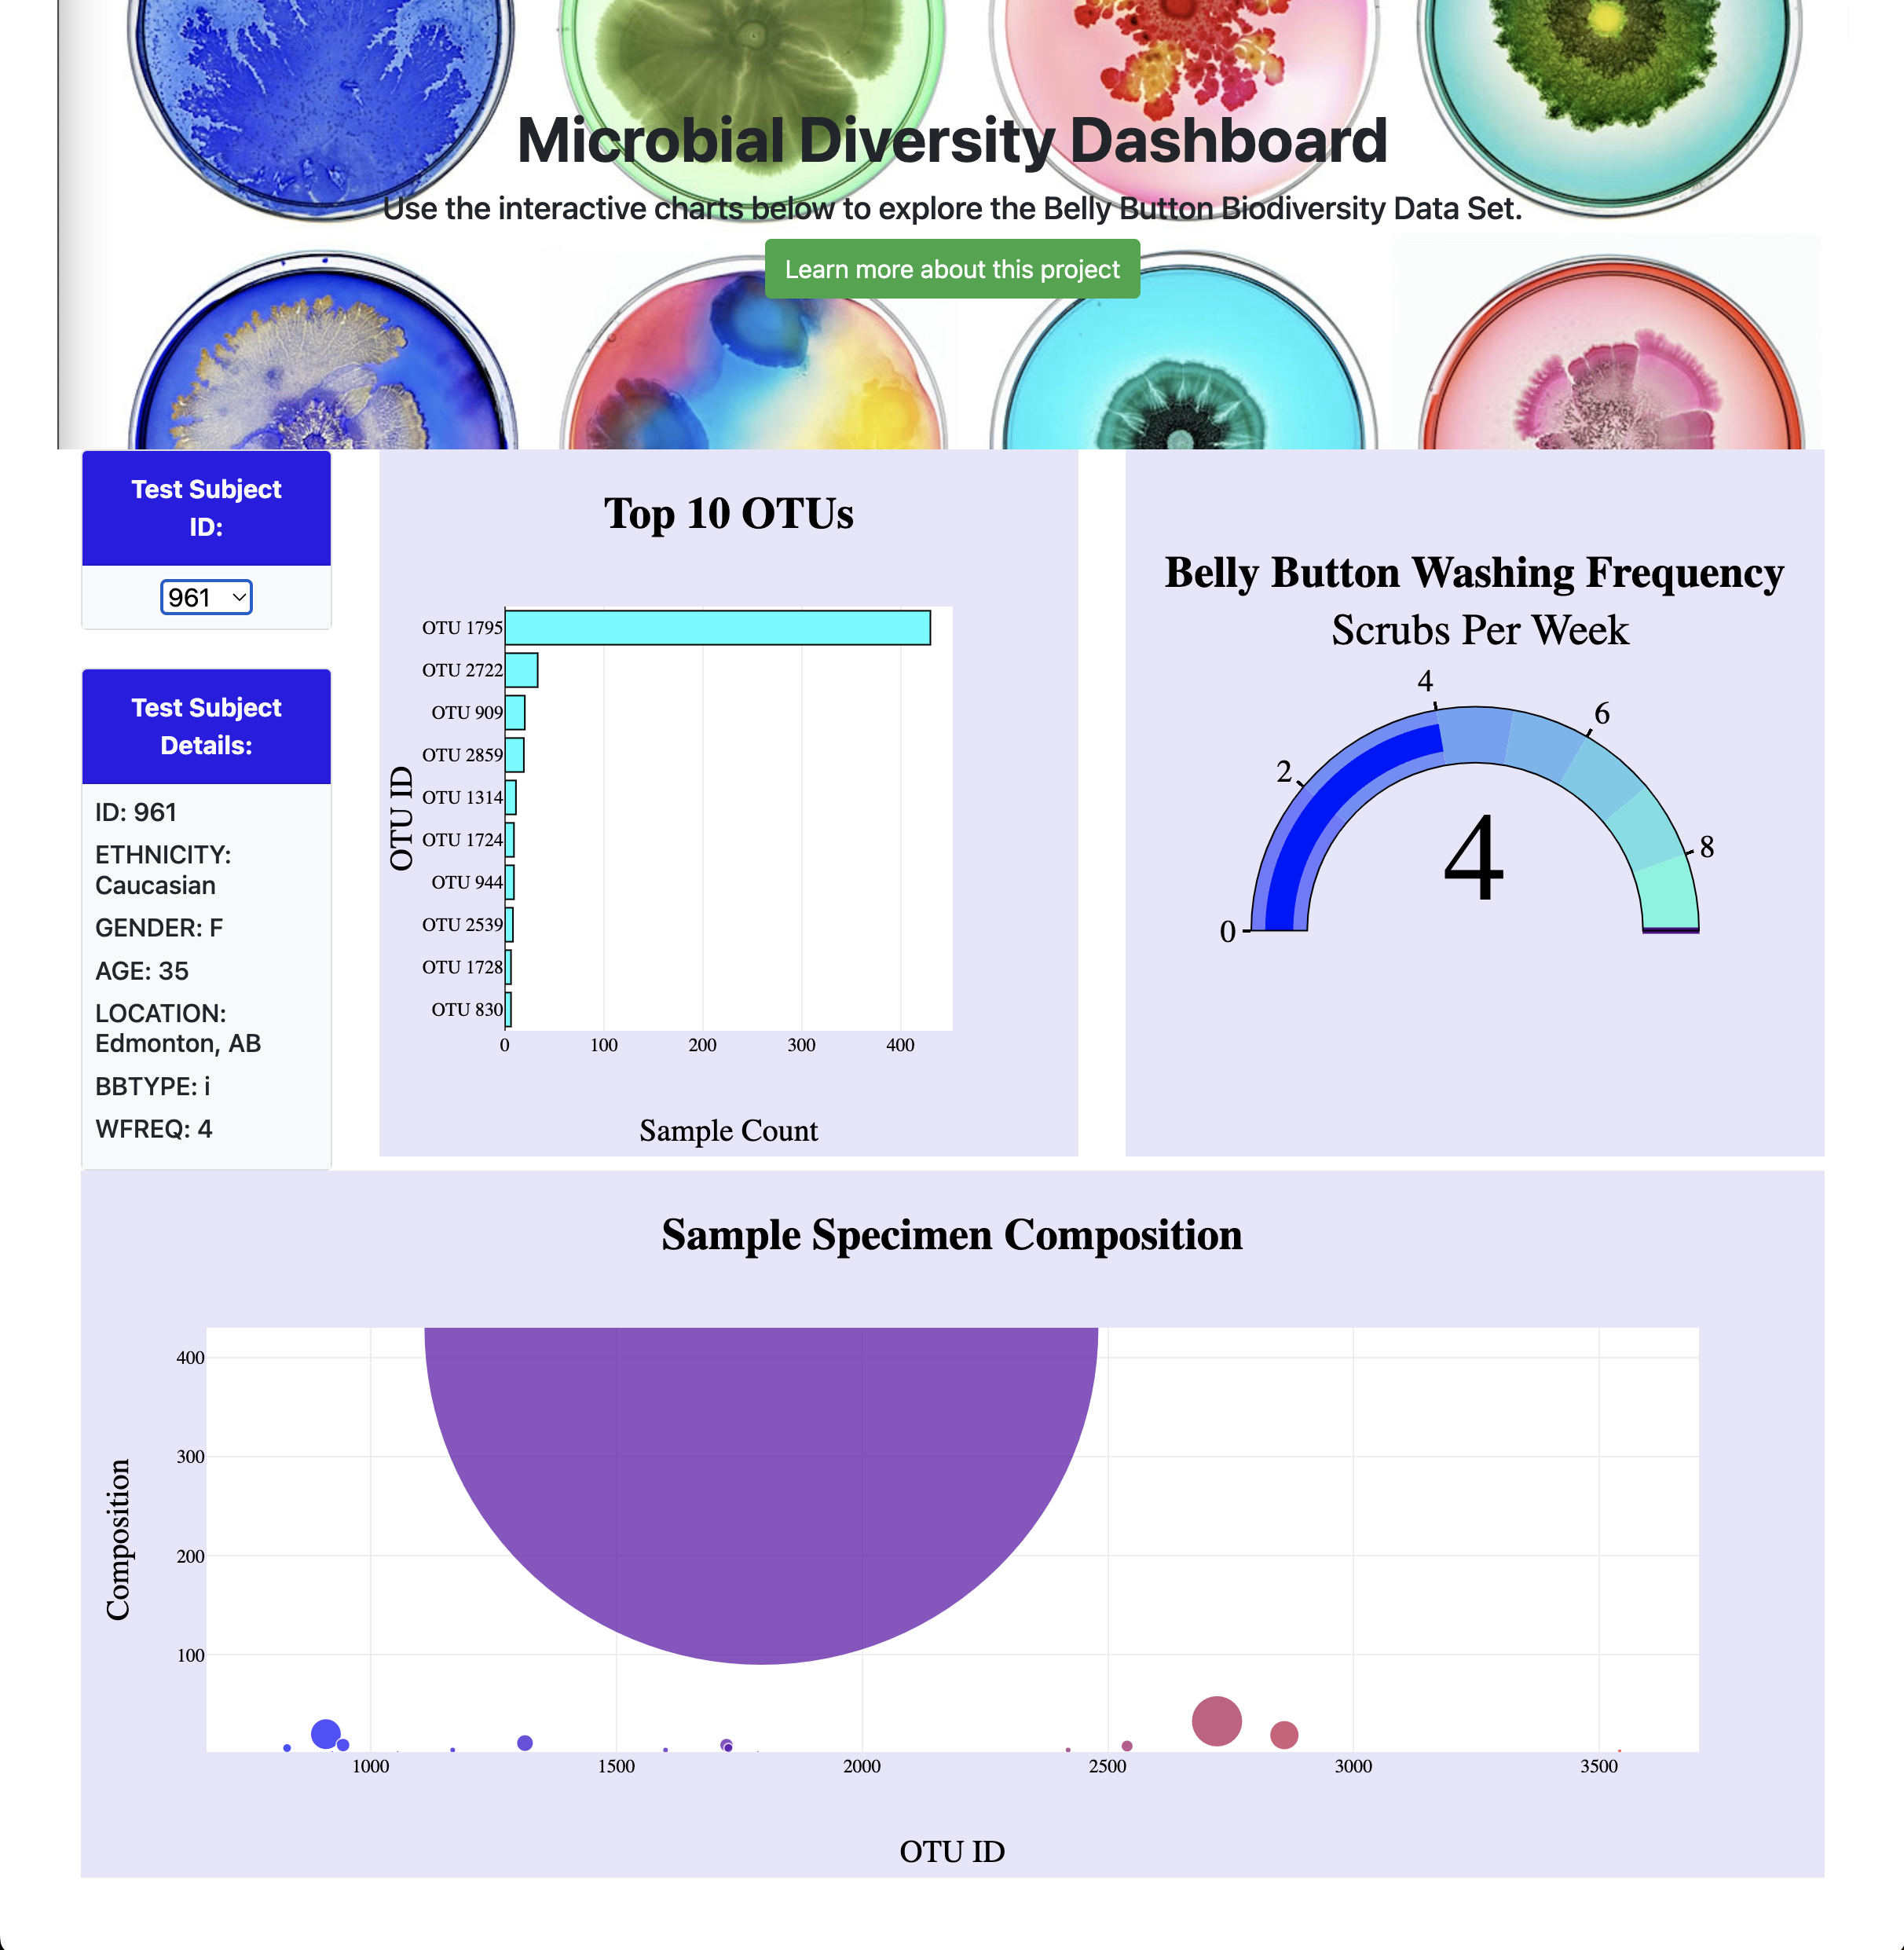 Microbial Diversity Dashboard
Use the interactive charts below to explore the Belly Button Biodiversity Data Set.
Learn more about this project
Test Subject
ID:
961
Test Subject
Details:
ID: 961
ETHNICITY:
Caucasian
GENDER: F
AGE: 35
LOCATION:
Edmonton, AB
BBTYPE: i
WFREQ: 4
Top 10 OTUs
OTU ID
OTU 1795
OTU 2722
OTU 909
OTU 2859
OTU 1314
OTU 1724
OTU 944
OTU 2539
OTU 1728
OTU 830
0 100 200 300 400
Sample Count
Belly Button Washing Frequency
Scrubs Per Week
0
2
4
6
8
4
Sample Specimen Composition
Composition
400
300
200
100
1000 1500 2000 2500 3000 3500
OTU ID